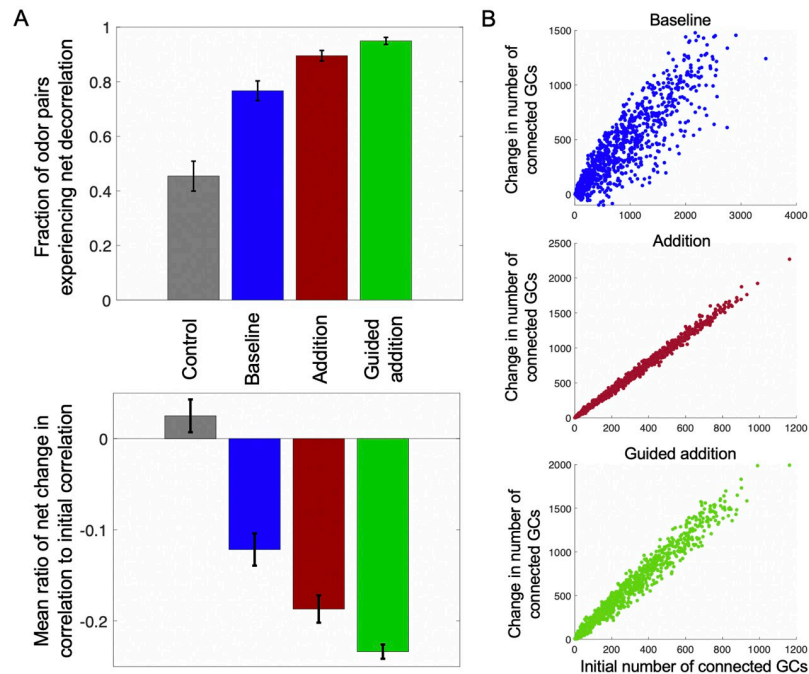 A
Fraction of odor pairs
experiencing net decorrelation
1
0.8
0.6
0.4
0.2
0
Control
Baseline
Addition
Guided
addition
Mean ratio of net change in
correlation to initial correlation
0
-0.1
-0.2
B
Baseline
Change in number of
connected GCs
1500
1000
500
0
0
1000
2000
3000
4000
Addition
Change in number of
connected GCs
2500
2000
1500
1000
500
0
0
200
400
600
800
1000
1200
Guided addition
Change in number of
connected GCs
2000
1500
1000
500
0
0
200
400
600
800
1000
1200
Initial number of connected GCs